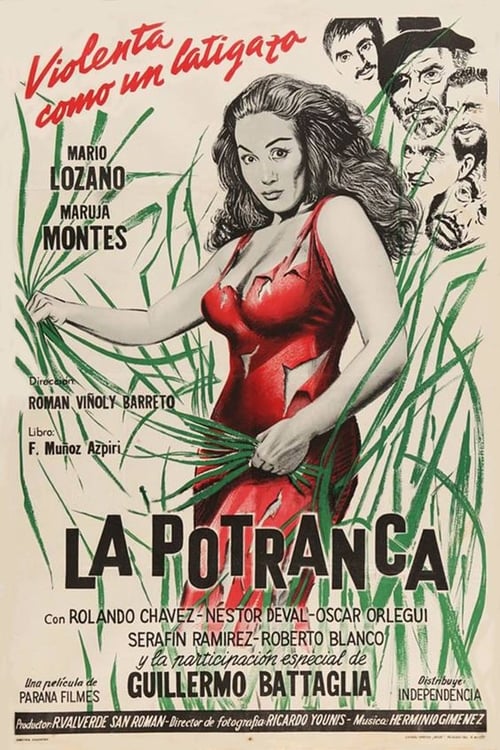 Violenta
como un latigazo
MARIO
LOZANO
MARUJA
MONTES
Dirección:
ROMAN VIÑOLY BARRETO
Libro:
F. Muñoz Azpiri
LA POTRANCA
Con ROLANDO CHAVEZ-NESTOR DEVAL-OSCAR ORLEGUI
SERAFIN RAMIREZ-ROBERTO BLANCO
y la participación especial de
GUILLERMO BATTAGLIA
Una película de
PARANA FILMES
Distribuye:
INDEPENDENCIA
Productor: R.VALVERDE SAN ROMAN-Director de fotografía: RICARDO YOUNIS-Musica: HERMINIO GIMENEZ